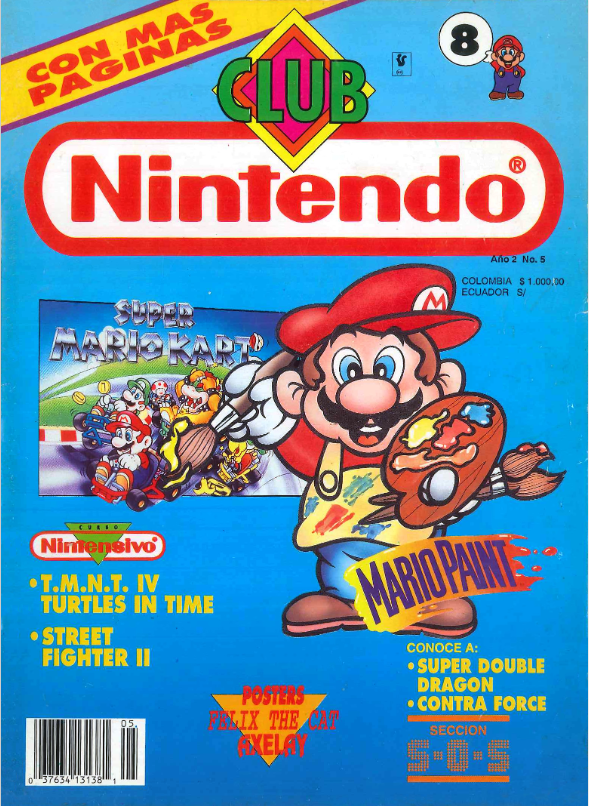 CON MAS
PAGINAS
CLUB
8
Nintendo®
Año 2 No. 5
COLOMBIA $ 1.000,00
ECUADOR S/
SUPER
MARIO KART
M
CURSO
Nintensivo
•T.M.N.T. IV
TURTLES IN TIME
•STREET
FIGHTER II
MARIO PAINT
CONOCE A:
•SUPER DOUBLE
DRAGON
•CONTRA FORCE
SECCION
S·O·S
POSTERS
FELIX THE CAT
AXELAY
05
0 37634 13138 1